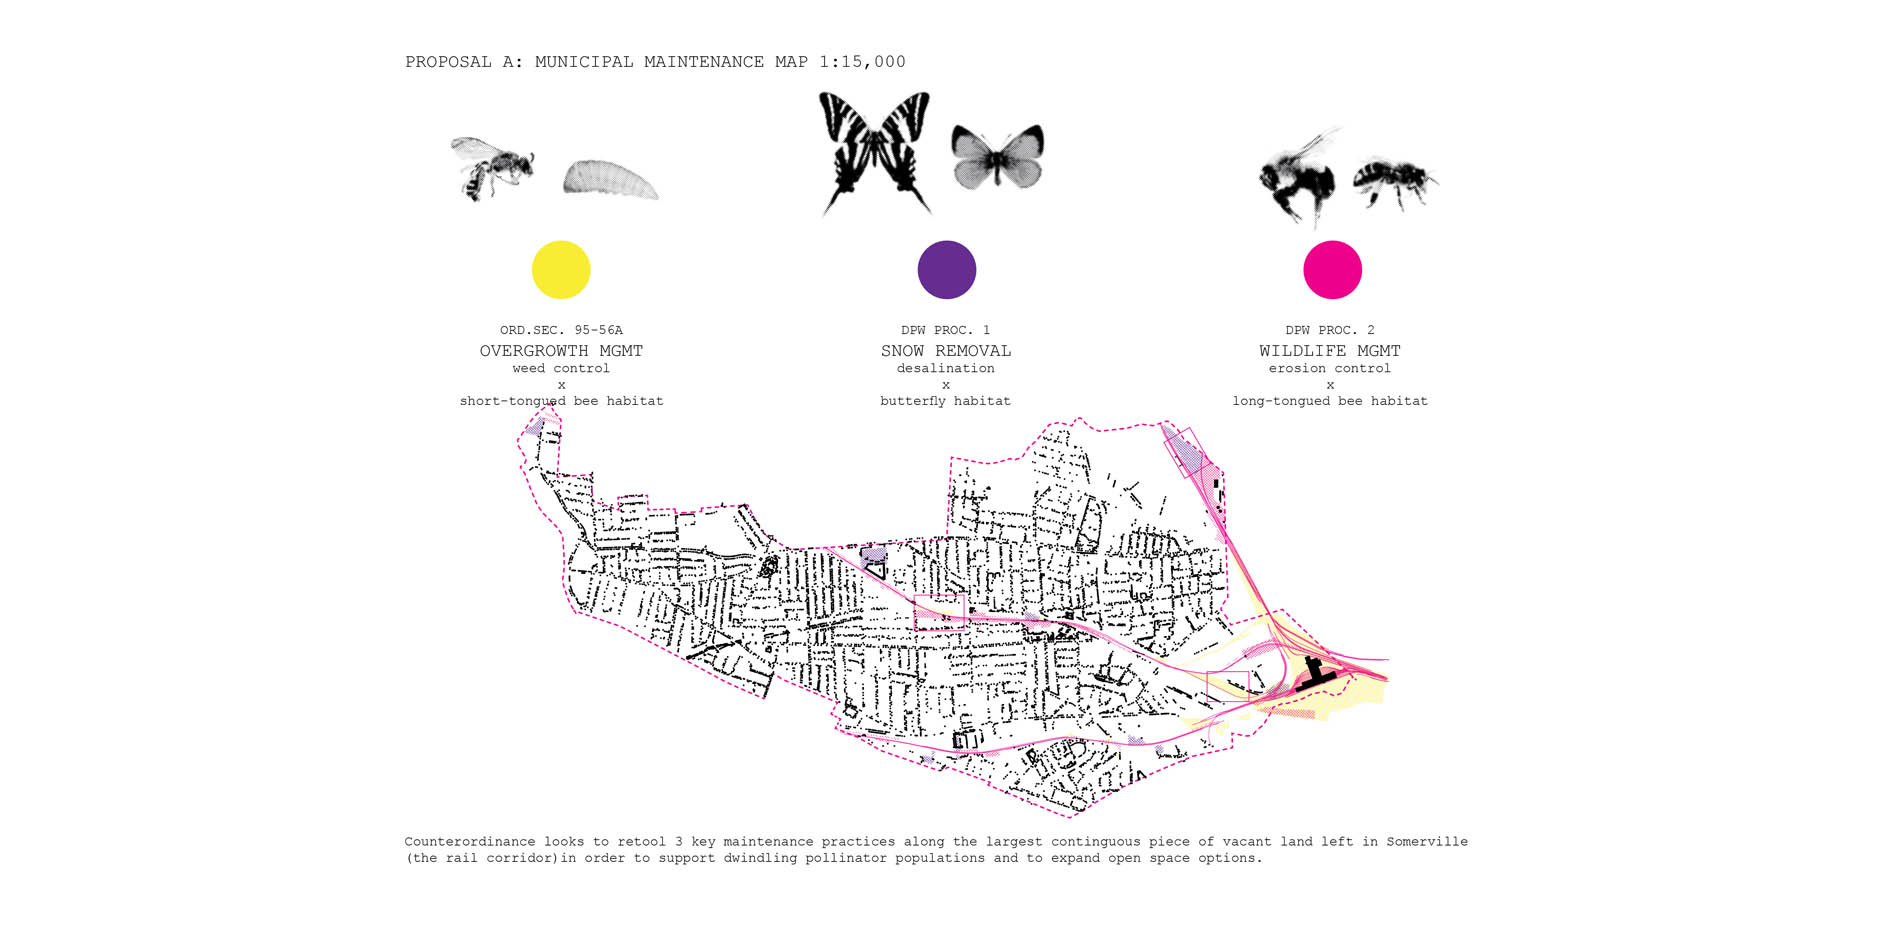 PROPOSAL A: MUNICIPAL MAINTENANCE MAP 1:15,000
ORD.SEC. 95-56A
OVERGROWTH MGMT
weed control
x
short-tongued bee habitat
DPW PROC. 1
SNOW REMOVAL
desalination
x
butterfly habitat
DPW PROC. 2
WILDLIFE MGMT
erosion control
x
long-tongued bee habitat
Counterordinance looks to retool 3 key maintenance practices along the largest continguous piece of vacant land left in Somerville
(the rail corridor)in order to support dwindling pollinator populations and to expand open space options.